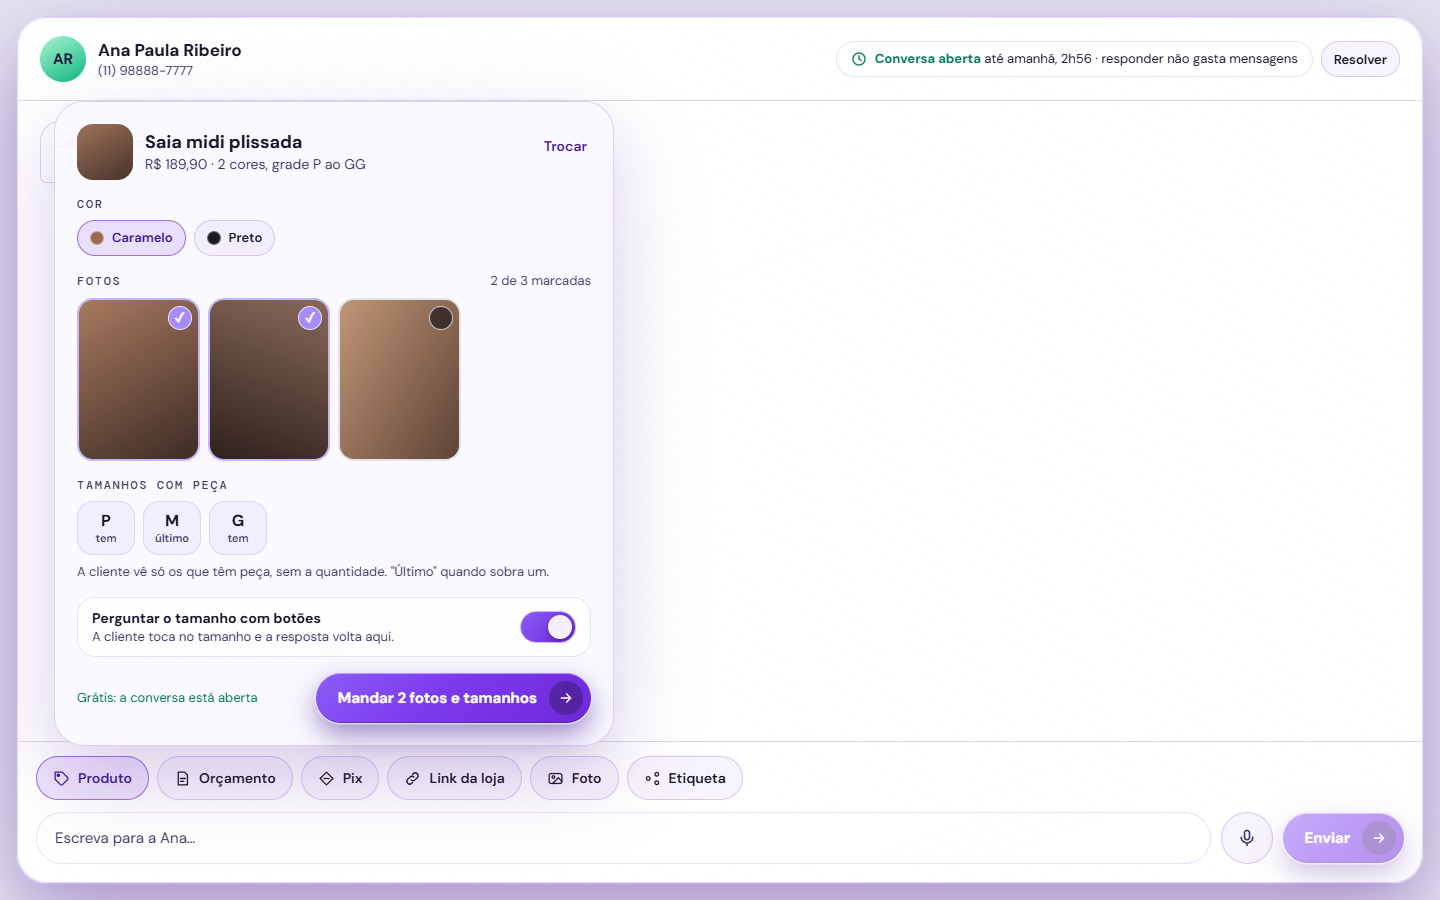 AR
Ana Paula Ribeiro
(11) 98888-7777
Conversa aberta até amanhã, 2h56 · responder não gasta mensagens
Resolver
Saia midi plissada
R$ 189,90 · 2 cores, grade P ao GG
Trocar
COR
Caramelo
Preto
FOTOS
2 de 3 marcadas
TAMANHOS COM PEÇA
P
tem
M
último
G
tem
A cliente vê só os que têm peça, sem a quantidade. "Último" quando sobra um.
Perguntar o tamanho com botões
A cliente toca no tamanho e a resposta volta aqui.
Grátis: a conversa está aberta
Mandar 2 fotos e tamanhos
Produto
Orçamento
Pix
Link da loja
Foto
Etiqueta
Escreva para a Ana...
Enviar